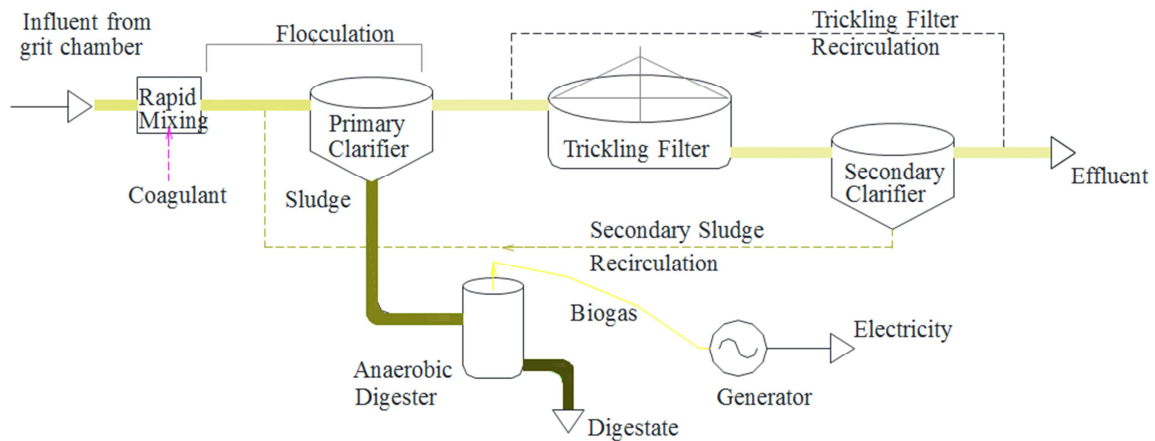 Influent from
grit chamber
Flocculation
Trickling Filter
Recirculation
Rapid
Mixing
Primary
Clarifier
Trickling Filter
Coagulant
Sludge
Secondary
Clarifier
Effluent
Secondary Sludge
Recirculation
Biogas
Electricity
Anaerobic
Digester
Generator
Digestate